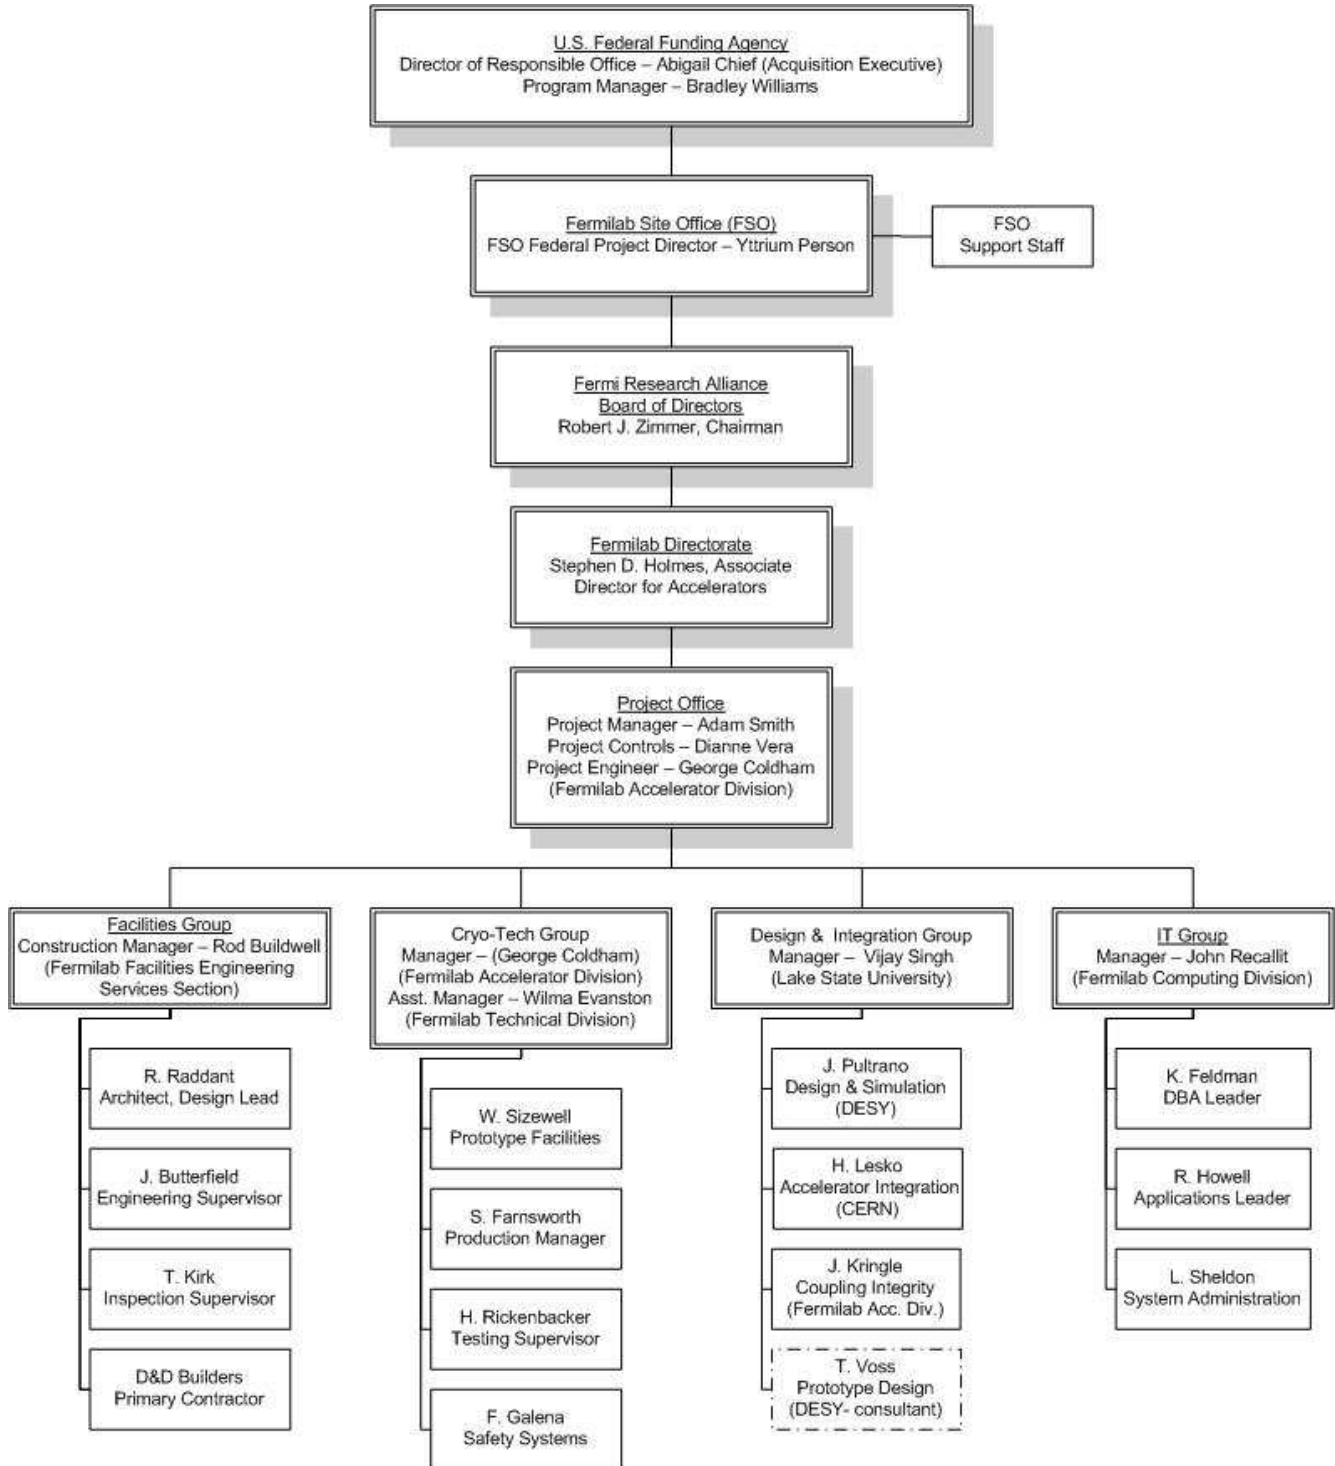 U.S. Federal Funding Agency
Director of Responsible Office – Abigail Chief (Acquisition Executive)
Program Manager – Bradley Williams
Fermilab Site Office (FSO)
FSO Federal Project Director – Yttrium Person
FSO
Support Staff
Fermi Research Alliance
Board of Directors
Robert J. Zimmer, Chairman
Fermilab Directorate
Stephen D. Holmes, Associate
Director for Accelerators
Project Office
Project Manager – Adam Smith
Project Controls – Dianne Vera
Project Engineer – George Coldham
(Fermilab Accelerator Division)
Facilities Group
Construction Manager – Rod Buildwell
(Fermilab Facilities Engineering
Services Section)
R. Raddant
Architect, Design Lead
J. Butterfield
Engineering Supervisor
T. Kirk
Inspection Supervisor
D&D Builders
Primary Contractor
Cryo-Tech Group
Manager – (George Coldham)
(Fermilab Accelerator Division)
Asst. Manager – Wilma Evanston
(Fermilab Technical Division)
W. Sizewell
Prototype Facilities
S. Farnsworth
Production Manager
H. Rickenbacker
Testing Supervisor
F. Galena
Safety Systems
Design & Integration Group
Manager – Vijay Singh
(Lake State University)
J. Pultrano
Design & Simulation
(DESY)
H. Lesko
Accelerator Integration
(CERN)
J. Kringle
Coupling Integrity
(Fermilab Acc. Div.)
T. Voss
Prototype Design
(DESY- consultant)
IT Group
Manager – John Recallit
(Fermilab Computing Division)
K. Feldman
DBA Leader
R. Howell
Applications Leader
L. Sheldon
System Administration